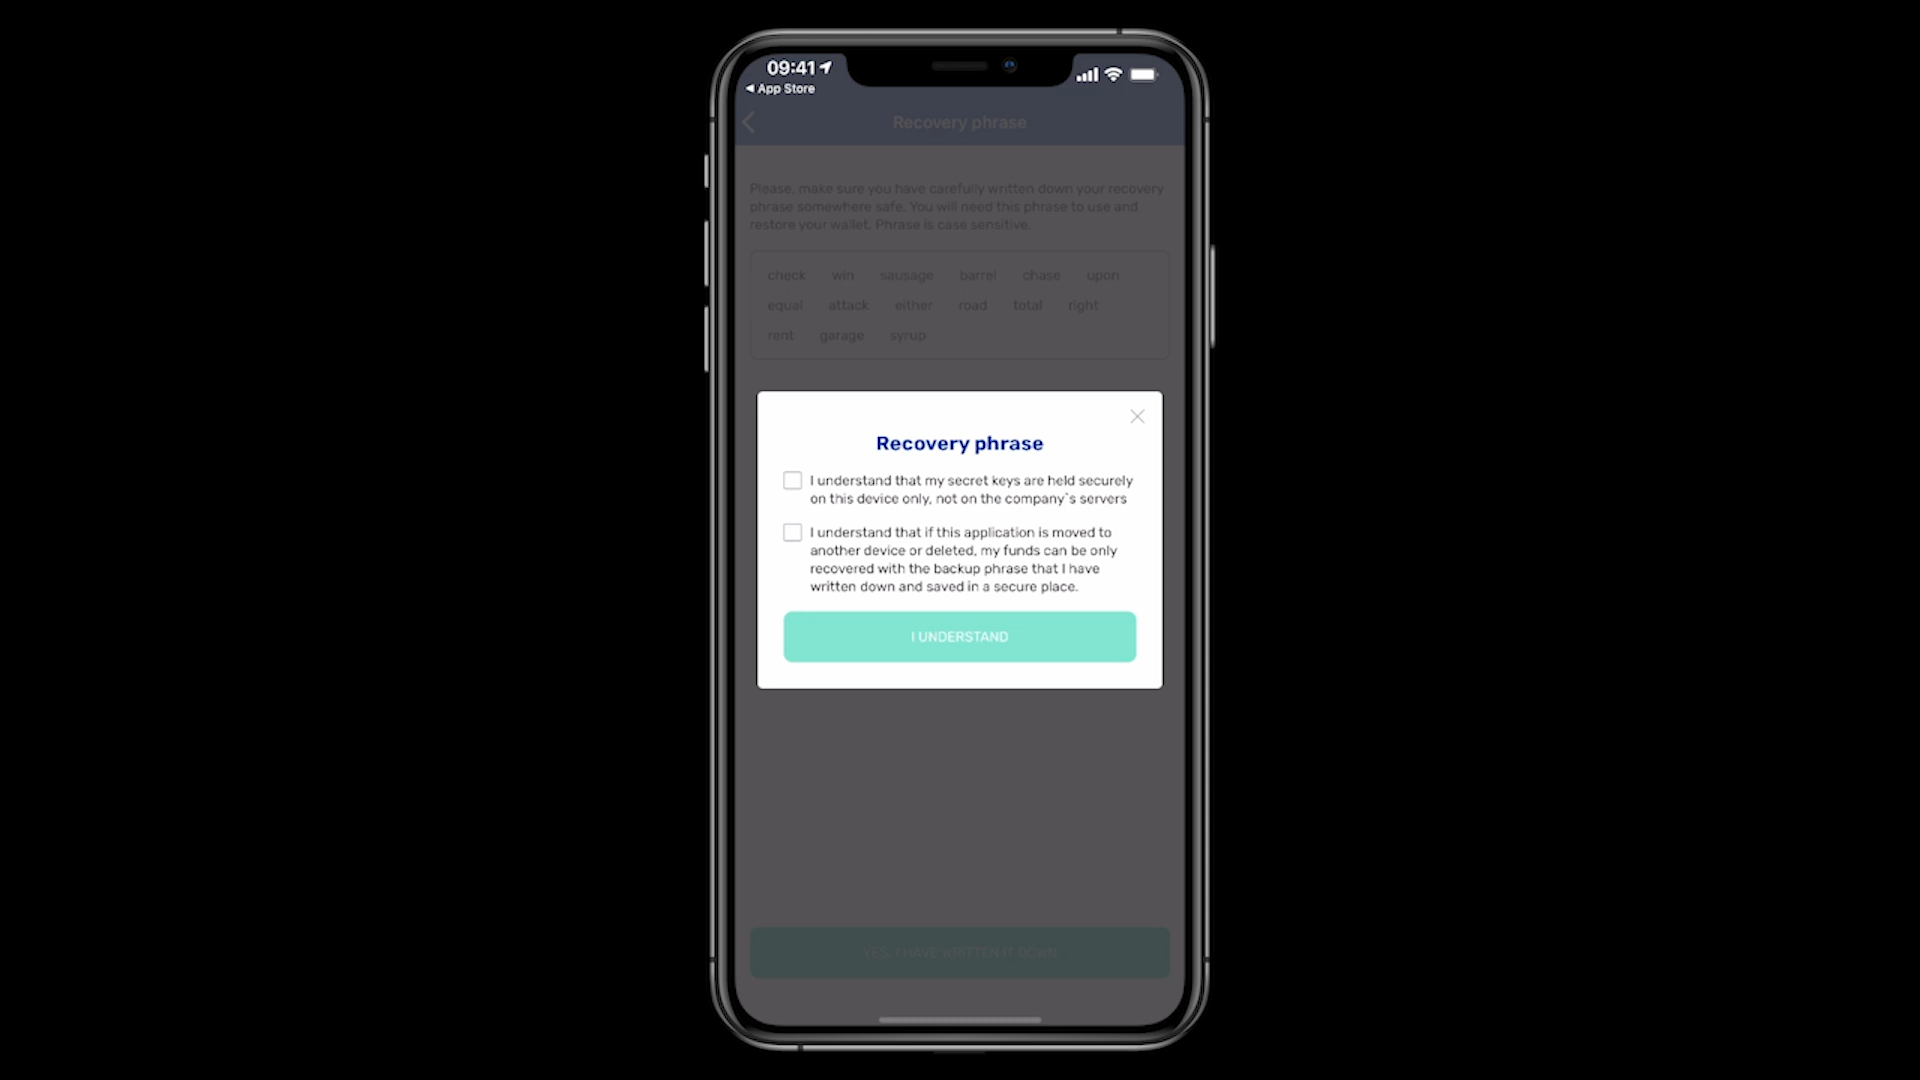 09:41
App Store
Recovery phrase
Please, make sure you have carefully written down your recovery
phrase somewhere safe. You will need this phrase to use and
restore your wallet. Phrase is case sensitive.
check win sausage barrel chase upon
equal attack either road total right
rent garage syrup
Recovery phrase
I understand that my secret keys are held securely
on this device only, not on the company`s servers
I understand that if this application is moved to
another device or deleted, my funds can be only
recovered with the backup phrase that I have
written down and saved in a secure place.
I UNDERSTAND
YES, I HAVE WRITTEN IT DOWN